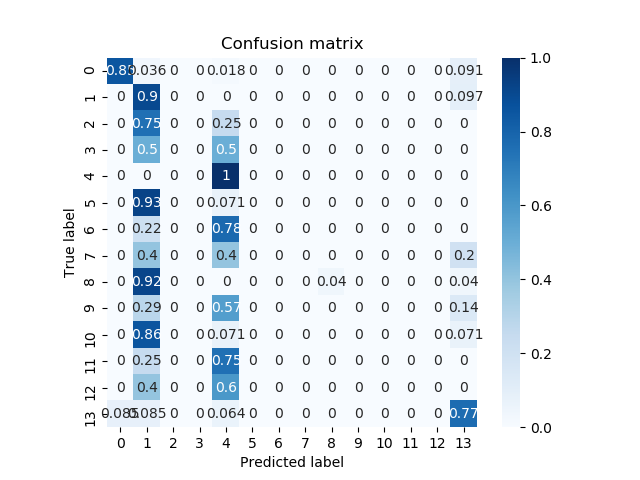 Confusion matrix
True label
0 0.85 0.036 0 0 0.018 0 0 0 0 0 0 0 0 0.091
1 0 0.9 0 0 0 0 0 0 0 0 0 0 0 0.097
2 0 0.75 0 0 0.25 0 0 0 0 0 0 0 0 0
3 0 0.5 0 0 0.5 0 0 0 0 0 0 0 0 0
4 0 0 0 0 1 0 0 0 0 0 0 0 0 0
5 0 0.93 0 0 0.071 0 0 0 0 0 0 0 0 0
6 0 0.22 0 0 0.78 0 0 0 0 0 0 0 0 0
7 0 0.4 0 0 0.4 0 0 0 0 0 0 0 0 0.2
8 0 0.92 0 0 0 0 0 0 0.04 0 0 0 0 0.04
9 0 0.29 0 0 0.57 0 0 0 0 0 0 0 0 0.14
10 0 0.86 0 0 0.071 0 0 0 0 0 0 0 0 0.071
11 0 0.25 0 0 0.75 0 0 0 0 0 0 0 0 0
12 0 0.4 0 0 0.6 0 0 0 0 0 0 0 0 0
13 0.085 0.085 0 0 0.064 0 0 0 0 0 0 0 0 0.77
0 1 2 3 4 5 6 7 8 9 10 11 12 13
Predicted label
1.0
0.8
0.6
0.4
0.2
0.0